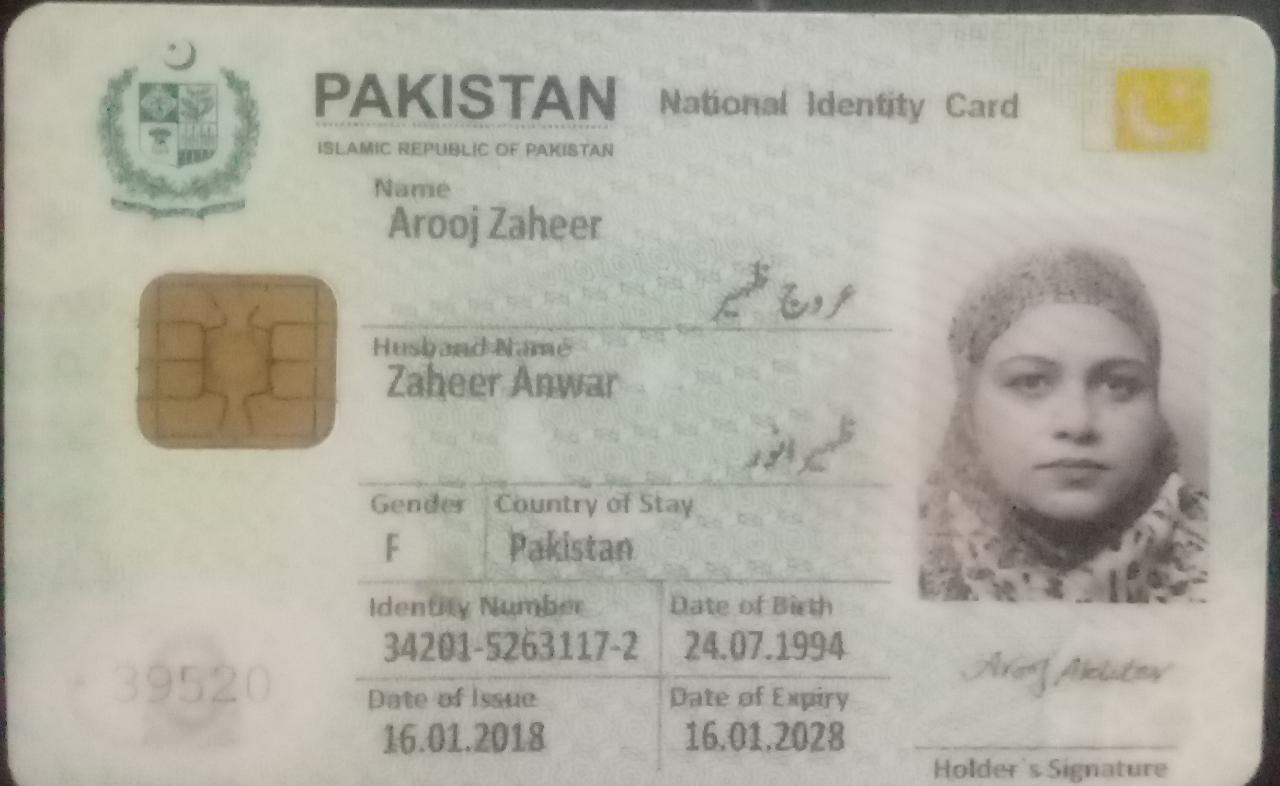 PAKISTAN National Identity Card
ISLAMIC REPUBLIC OF PAKISTAN
Name
Arooj Zaheer
عروج ظہیر
Husband Name
Zaheer Anwar
ظہیر انور
Gender Country of Stay
F Pakistan
Identity Number Date of Birth
34201-5263117-2 24.07.1994
Date of Issue Date of Expiry
16.01.2018 16.01.2028
39520
Arooj
Holder's Signature